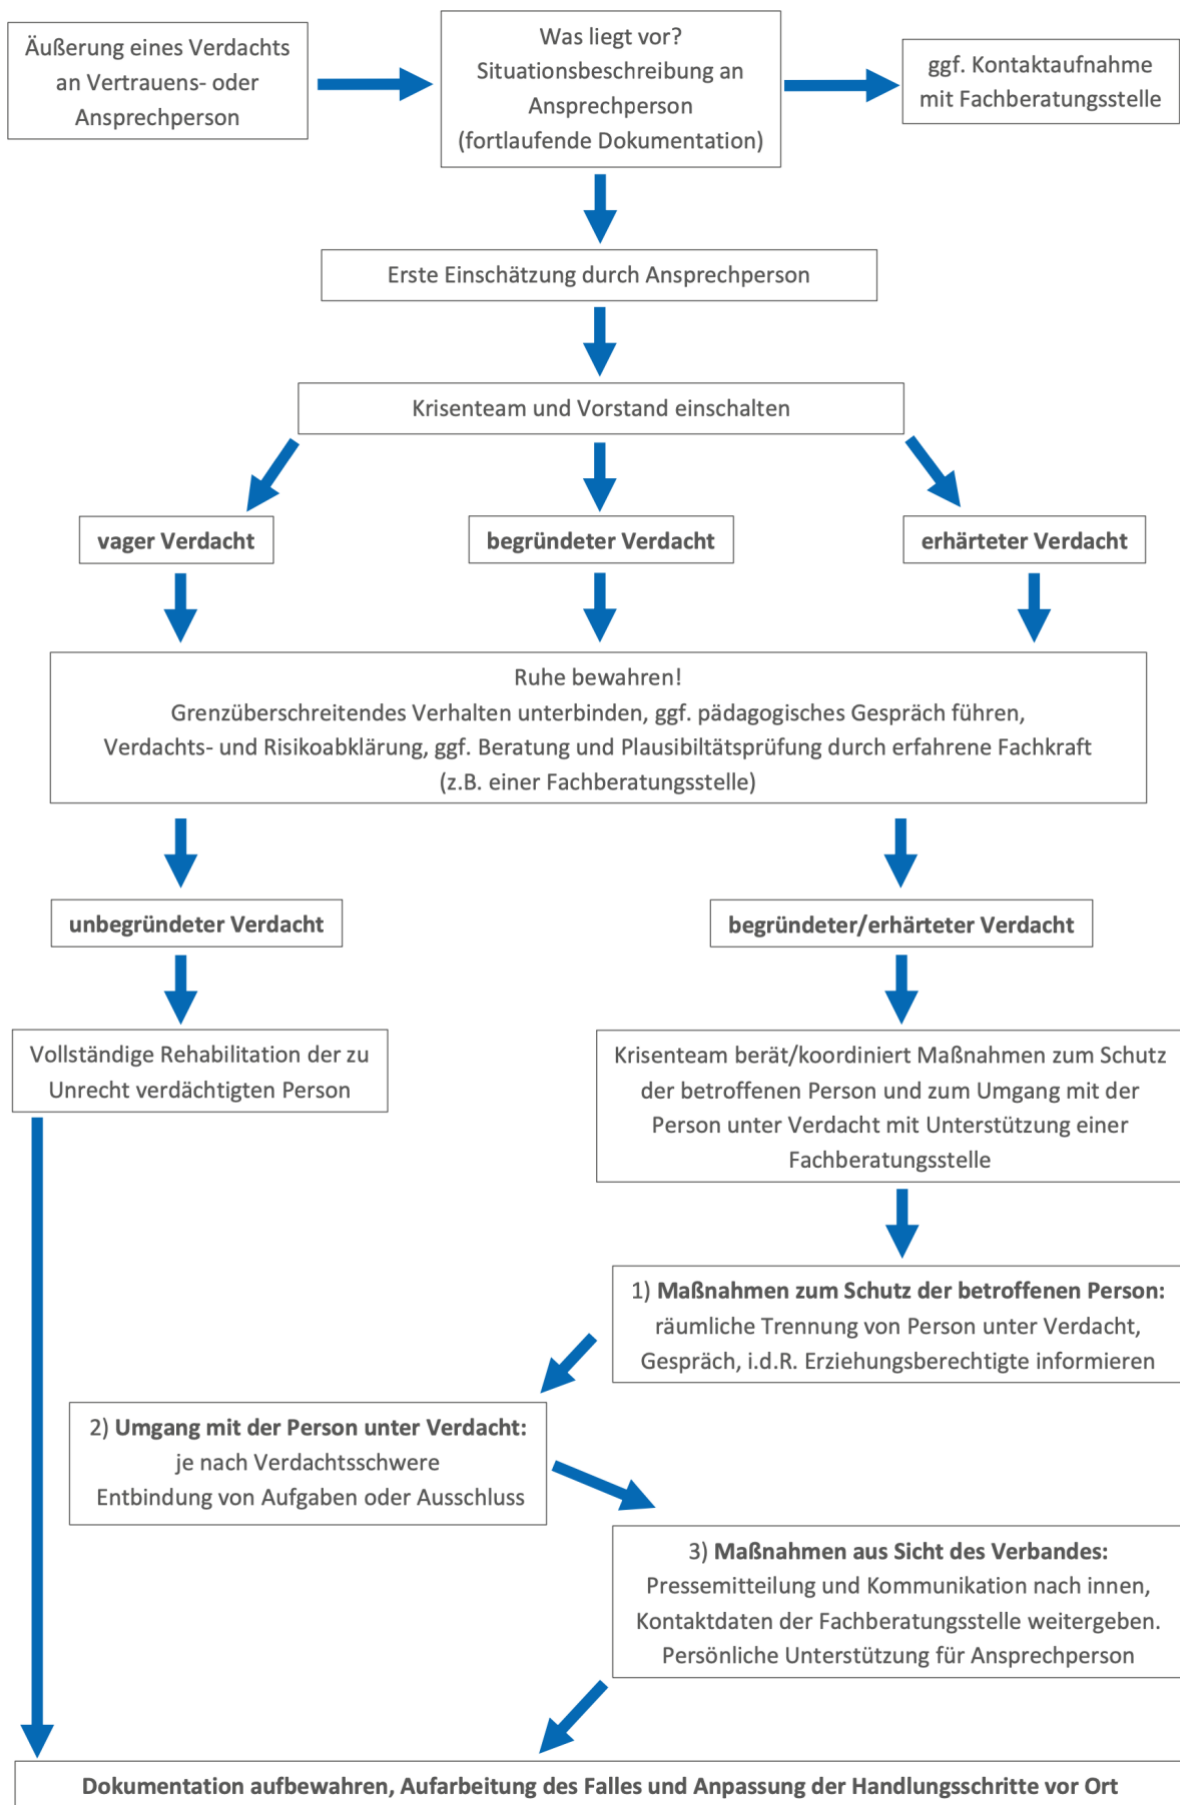 Äußerung eines Verdachts
an Vertrauens- oder
Ansprechperson
Was liegt vor?
Situationsbeschreibung an
Ansprechperson
(fortlaufende Dokumentation)
ggf. Kontaktaufnahme
mit Fachberatungsstelle
Erste Einschätzung durch Ansprechperson
Krisenteam und Vorstand einschalten
vager Verdacht
begründeter Verdacht
erhärteter Verdacht
Ruhe bewahren!
Grenzüberschreitendes Verhalten unterbinden, ggf. pädagogisches Gespräch führen,
Verdachts- und Risikoabklärung, ggf. Beratung und Plausibiltätsprüfung durch erfahrene Fachkraft
(z.B. einer Fachberatungsstelle)
unbegründeter Verdacht
begründeter/erhärteter Verdacht
Vollständige Rehabilitation der zu
Unrecht verdächtigten Person
Krisenteam berät/koordiniert Maßnahmen zum Schutz
der betroffenen Person und zum Umgang mit der
Person unter Verdacht mit Unterstützung einer
Fachberatungsstelle
1) Maßnahmen zum Schutz der betroffenen Person:
räumliche Trennung von Person unter Verdacht,
Gespräch, i.d.R. Erziehungsberechtigte informieren
2) Umgang mit der Person unter Verdacht:
je nach Verdachtsschwere
Entbindung von Aufgaben oder Ausschluss
3) Maßnahmen aus Sicht des Verbandes:
Pressemitteilung und Kommunikation nach innen,
Kontaktdaten der Fachberatungsstelle weitergeben.
Persönliche Unterstützung für Ansprechperson
Dokumentation aufbewahren, Aufarbeitung des Falles und Anpassung der Handlungsschritte vor Ort